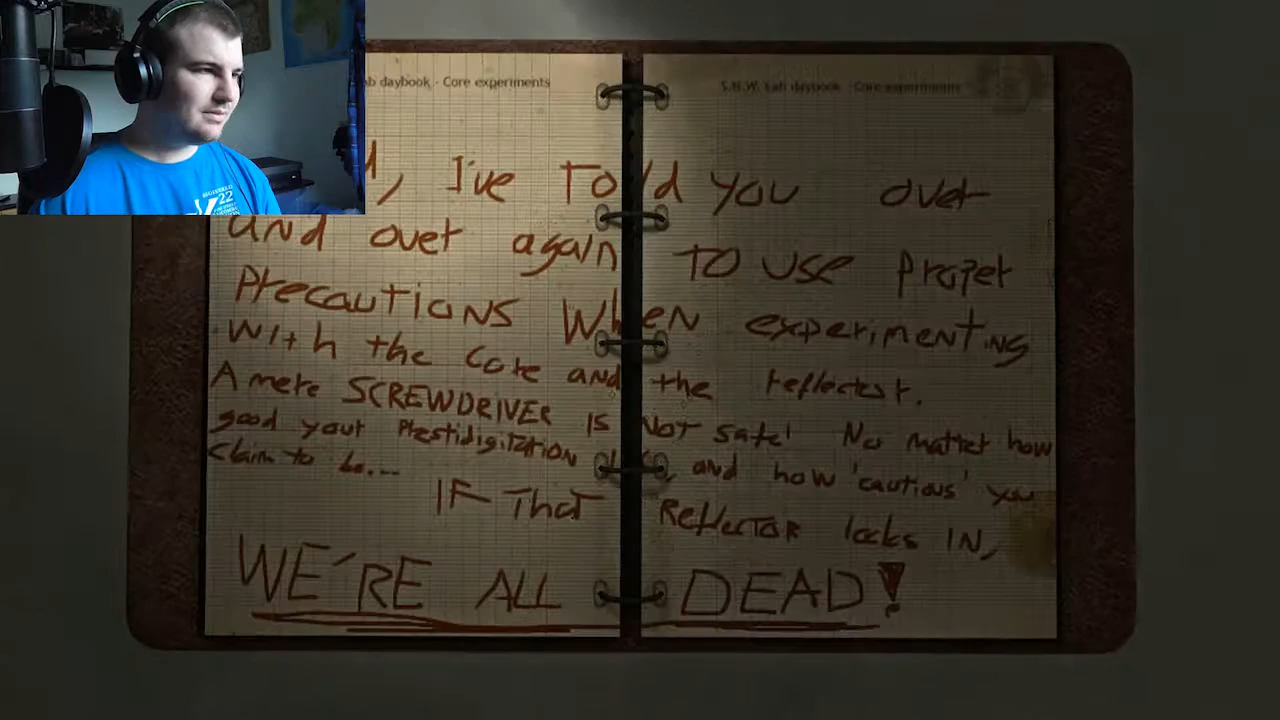 ab daybook - Core experiments
S.H.W. Lab daybook - Core experiments
, I've Told you over
and over again to use proper
Precautions When experimenting
with the core and the reflector.
A mere SCREWDRIVER is Not safe! No matter how
good your Prestidigitation and how 'cautious' you
claim to be...
IF That Reflector locks IN,
WE'RE ALL DEAD!
22